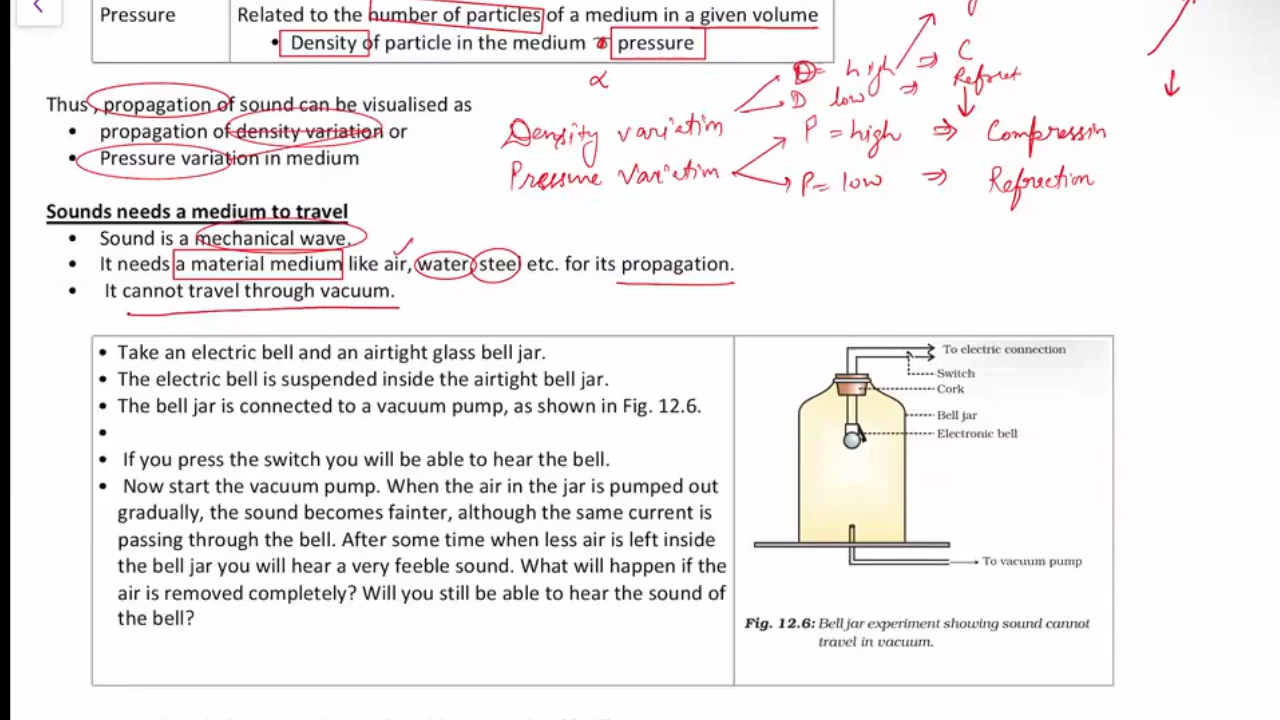 Pressure
Related to the number of particles of a medium in a given volume
• Density of particle in the medium pressure
α
D= high ⇒ C
D low ⇒ Refract
Thus, propagation of sound can be visualised as
• propagation of density variation or
• Pressure variation in medium
Density variatim
P = high ⇒ Compressin
Pressure Variatim
P= low ⇒ Refraction
Sounds needs a medium to travel
• Sound is a mechanical wave.
• It needs a material medium like air, water, steel etc. for its propagation.
• It cannot travel through vacuum.
• Take an electric bell and an airtight glass bell jar.
• The electric bell is suspended inside the airtight bell jar.
• The bell jar is connected to a vacuum pump, as shown in Fig. 12.6.
•
• If you press the switch you will be able to hear the bell.
• Now start the vacuum pump. When the air in the jar is pumped out
gradually, the sound becomes fainter, although the same current is
passing through the bell. After some time when less air is left inside
the bell jar you will hear a very feeble sound. What will happen if the
air is removed completely? Will you still be able to hear the sound of
the bell?
To electric connection
Switch
Cork
Bell jar
Electronic bell
To vacuum pump
Fig. 12.6: Bell jar experiment showing sound cannot
travel in vacuum.